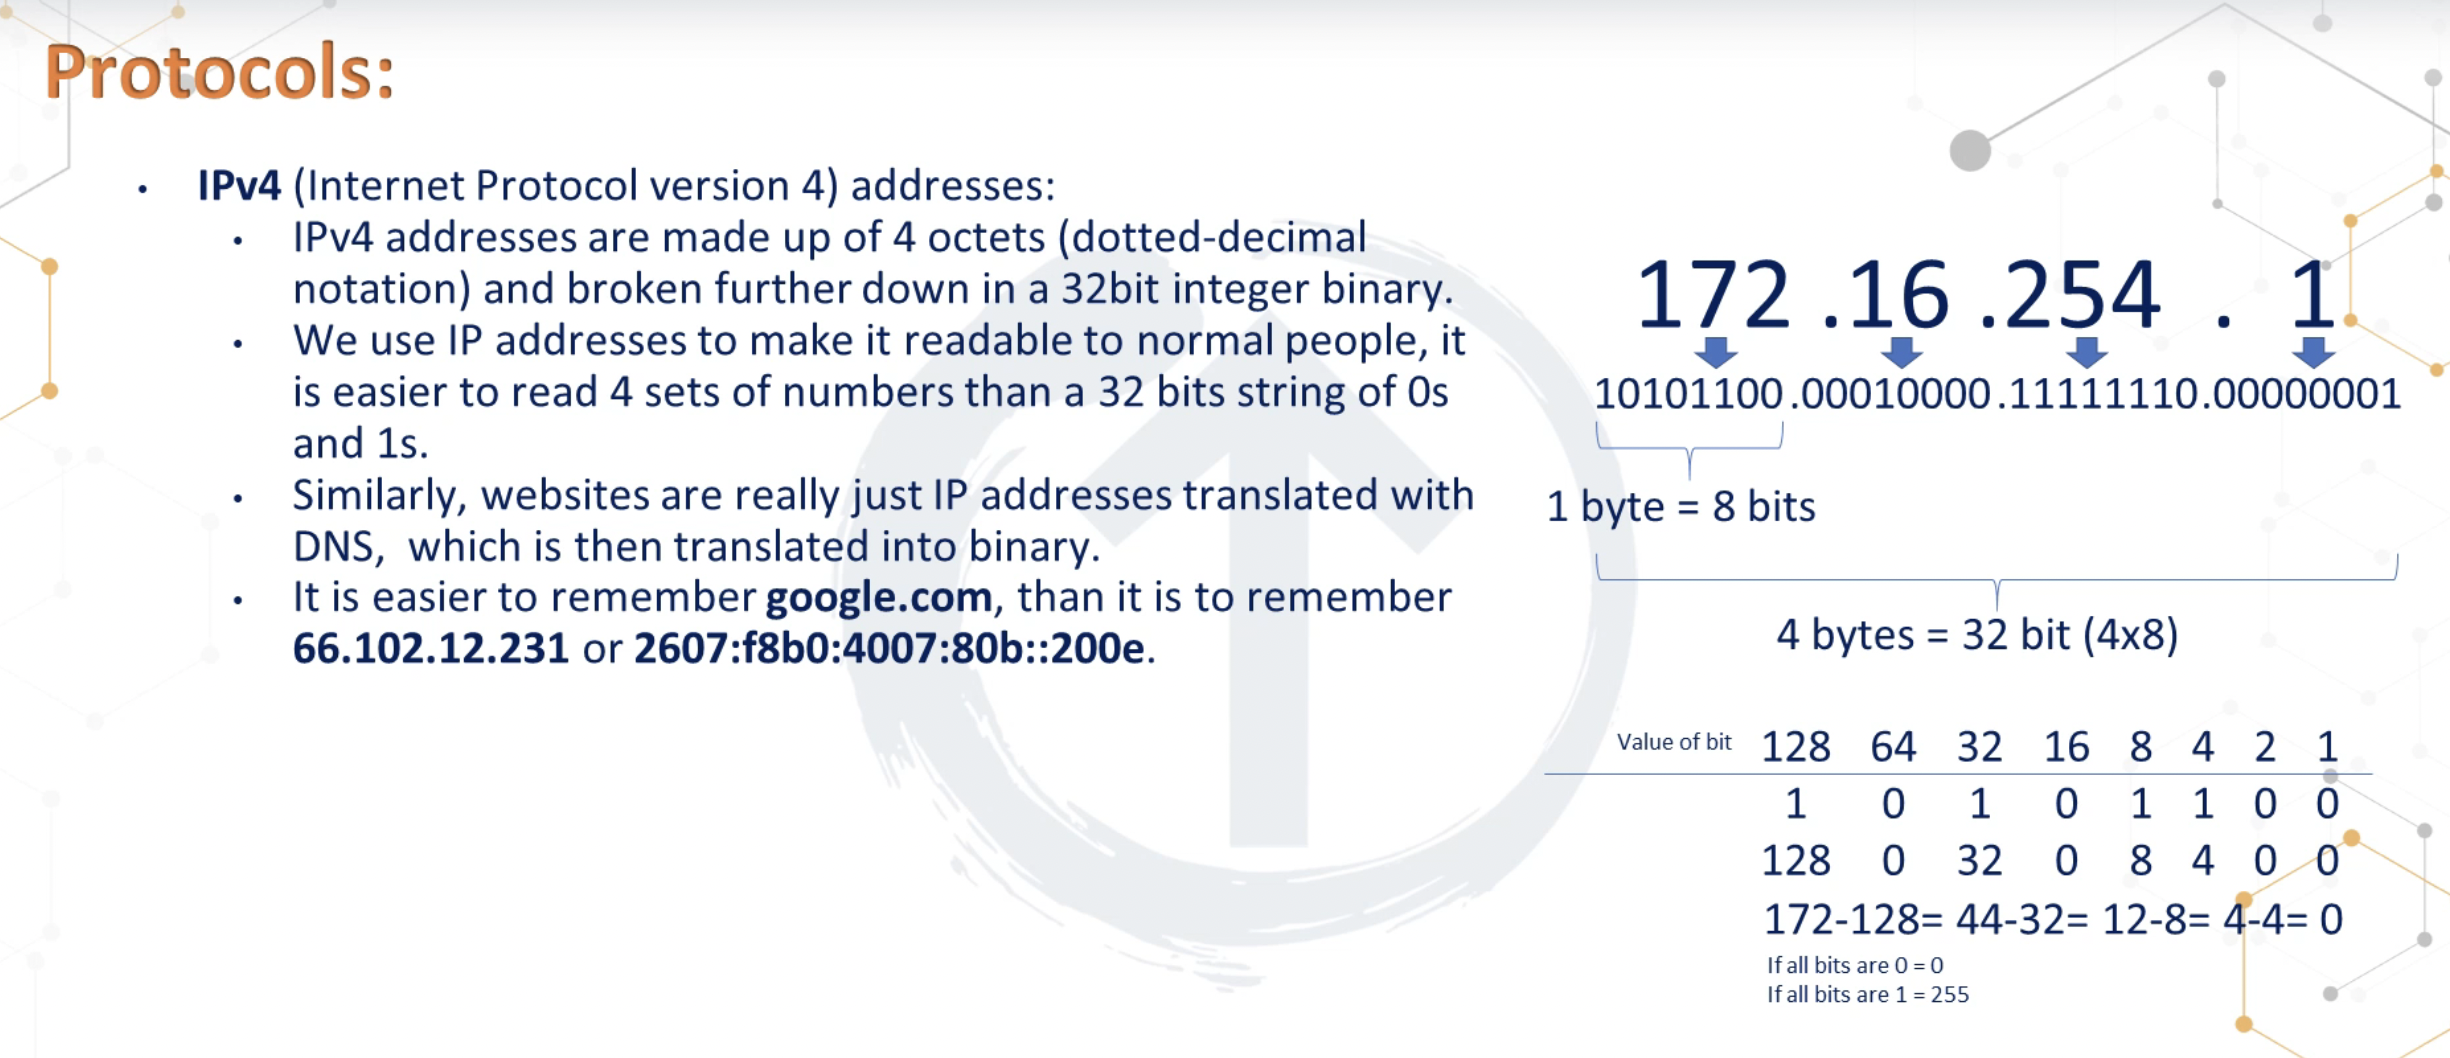 Protocols:
• IPv4 (Internet Protocol version 4) addresses:
• IPv4 addresses are made up of 4 octets (dotted-decimal
notation) and broken further down in a 32bit integer binary.
• We use IP addresses to make it readable to normal people, it
is easier to read 4 sets of numbers than a 32 bits string of 0s
and 1s.
• Similarly, websites are really just IP addresses translated with
DNS, which is then translated into binary.
• It is easier to remember google.com, than it is to remember
66.102.12.231 or 2607:f8b0:4007:80b::200e.
172 .16 .254 . 1
10101100.00010000.11111110.00000001
1 byte = 8 bits
4 bytes = 32 bit (4x8)
Value of bit 128 64 32 16 8 4 2 1
1 0 1 0 1 1 0 0
128 0 32 0 8 4 0 0
172-128= 44-32= 12-8= 4-4= 0
If all bits are 0 = 0
If all bits are 1 = 255